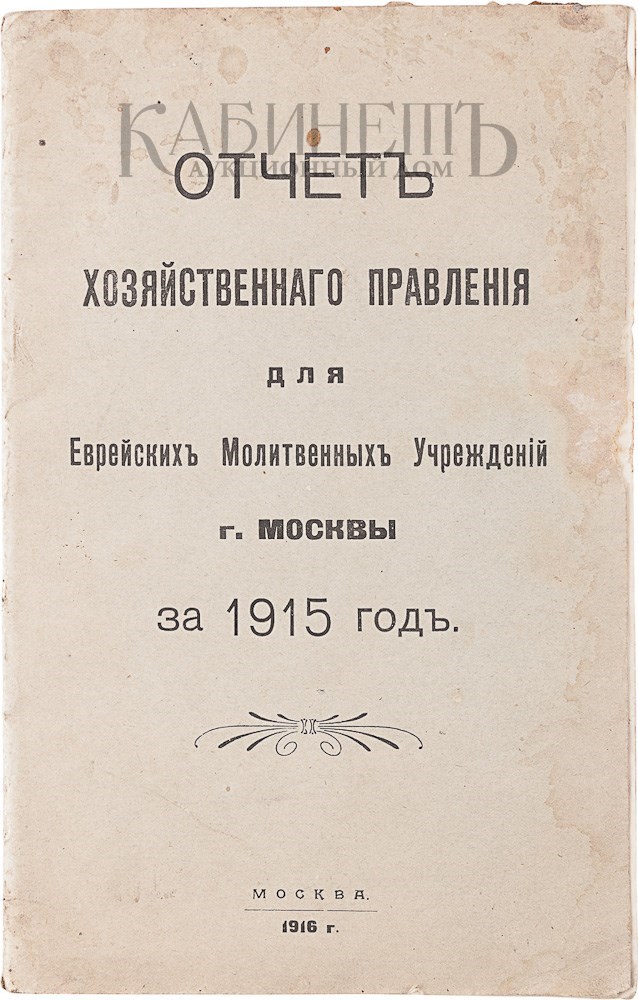 КАБИНЕТЪ
АУКЦИОННЫЙ ДОМ
ОТЧЕТЪ
ХОЗЯЙСТВЕННАГО ПРАВЛЕНІЯ
ДЛЯ
Еврейскихъ Молитвенныхъ Учрежденій
г. МОСКВЫ
за 1915 годъ.
МОСКВА.
1916 г.